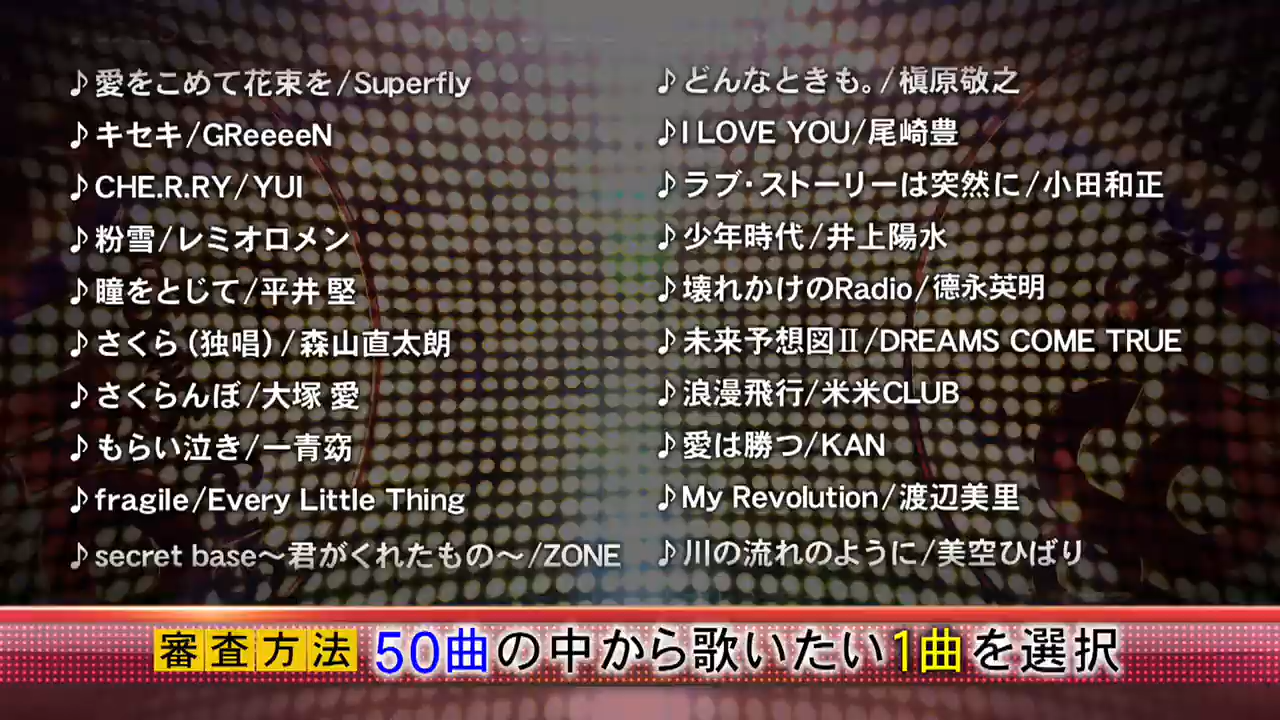 ♪愛をこめて花束を/Superfly
♪キセキ/GReeeeN
♪CHE.R.RY/YUI
♪粉雪/レミオロメン
♪瞳をとじて/平井 堅
♪さくら(独唱)/森山直太朗
♪さくらんぼ/大塚 愛
♪もらい泣き/一青窈
♪fragile/Every Little Thing
♪secret base～君がくれたもの～/ZONE
♪どんなときも。/槇原敬之
♪I LOVE YOU/尾崎豊
♪ラブ・ストーリーは突然に/小田和正
♪少年時代/井上陽水
♪壊れかけのRadio/德永英明
♪未来予想図Ⅱ/DREAMS COME TRUE
♪浪漫飛行/米米CLUB
♪愛は勝つ/KAN
♪My Revolution/渡辺美里
♪川の流れのように/美空ひばり
審査方法 50曲の中から歌いたい1曲を選択